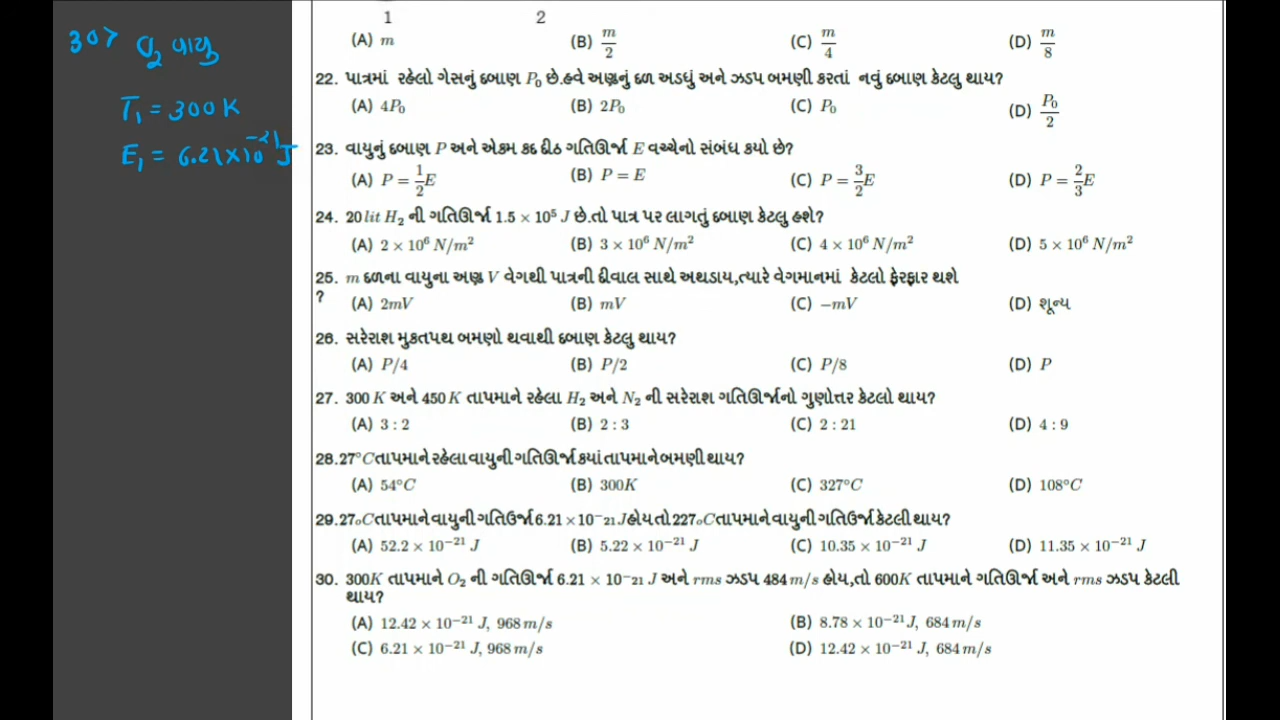 30> O₂ વાયુ
T₁ = 300 K
E₁ = 6.21 × 10⁻²¹ J
1 2
(A) m (B) m/2 (C) m/4 (D) m/8
22. પાત્રમાં રહેલો ગેસનું દબાણ P₀ છે.હવે અણુનું દળ અડધું અને ઝડપ બમણી કરતાં નવું દબાણ કેટલુ થાય?
(A) 4P₀ (B) 2P₀ (C) P₀ (D) P₀/2
23. વાયુનું દબાણ P અને એકમ કદ દીઠ ગતિઊર્જા E વચ્ચેનો સંબંધ કયો છે?
(A) P = 1/2 E (B) P = E (C) P = 3/2 E (D) P = 2/3 E
24. 20 lit H₂ ની ગતિઊર્જા 1.5 × 10⁵ J છે.તો પાત્ર પર લાગતું દબાણ કેટલુ હશે?
(A) 2 × 10⁶ N/m² (B) 3 × 10⁶ N/m² (C) 4 × 10⁶ N/m² (D) 5 × 10⁶ N/m²
25. m દળના વાયુના અણુ V વેગથી પાત્રની દીવાલ સાથે અથડાય,ત્યારે વેગમાનમાં કેટલો ફેરફાર થશે
?
(A) 2mV (B) mV (C) −mV (D) શૂન્ય
26. સરેરાશ મુક્તપથ બમણો થવાથી દબાણ કેટલુ થાય?
(A) P/4 (B) P/2 (C) P/8 (D) P
27. 300 K અને 450 K તાપમાને રહેલા H₂ અને N₂ ની સરેરાશ ગતિઊર્જાનો ગુણોત્તર કેટલો થાય?
(A) 3 : 2 (B) 2 : 3 (C) 2 : 21 (D) 4 : 9
28.27°Cતાપમાને રહેલા વાયુની ગતિઊર્જા કયાં તાપમાને બમણી થાય?
(A) 54°C (B) 300K (C) 327°C (D) 108°C
29.27₀Cતાપમાને વાયુની ગતિઉર્જા 6.21 ×10⁻₂₁ J હોય તો 227₀C તાપમાને વાયુની ગતિઉર્જા કેટલી થાય?
(A) 52.2 × 10⁻²¹ J (B) 5.22 × 10⁻²¹ J (C) 10.35 × 10⁻²¹ J (D) 11.35 × 10⁻²¹ J
30. 300K તાપમાને O₂ ની ગતિઊર્જા 6.21 × 10⁻₂₁ J અને rms ઝડપ 484 m/s હોય,તો 600K તાપમાને ગતિઊર્જા અને rms ઝડપ કેટલી
થાય?
(A) 12.42 × 10⁻²¹ J, 968 m/s (B) 8.78 × 10⁻²¹ J, 684 m/s
(C) 6.21 × 10⁻²¹ J, 968 m/s (D) 12.42 × 10⁻²¹ J, 684 m/s